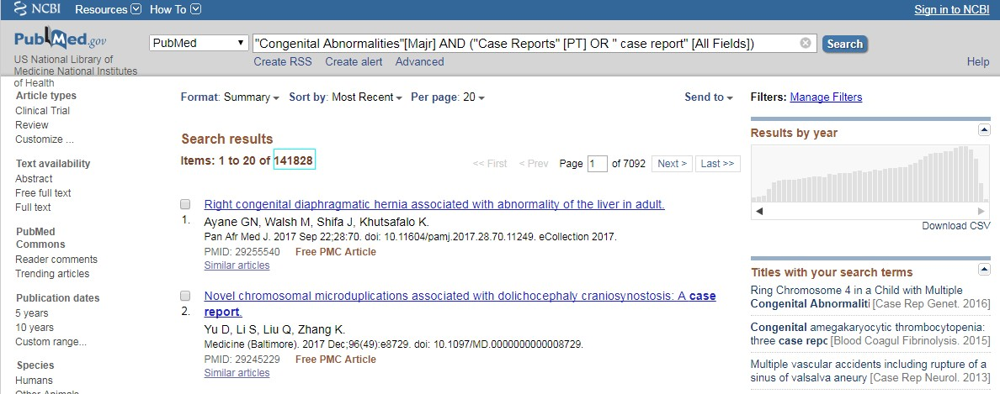 NCBI Resources How To Sign in to NCBI
PubMed.gov
US National Library of
Medicine National Institutes
of Health
PubMed
"Congenital Abnormalities"[Majr] AND ("Case Reports" [PT] OR " case report" [All Fields])
Search
Create RSS Create alert Advanced
Help
Article types
Clinical Trial
Review
Customize ...
Text availability
Abstract
Free full text
Full text
PubMed
Commons
Reader comments
Trending articles
Publication dates
5 years
10 years
Custom range...
Species
Humans
Other Animals
Format: Summary Sort by: Most Recent Per page: 20
Send to
Search results
Items: 1 to 20 of 141828
<< First < Prev Page 1 of 7092 Next > Last >>
Right congenital diaphragmatic hernia associated with abnormality of the liver in adult.
1.
Ayane GN, Walsh M, Shifa J, Khutsafalo K.
Pan Afr Med J. 2017 Sep 22;28:70. doi: 10.11604/pamj.2017.28.70.11249. eCollection 2017.
PMID: 29255540 Free PMC Article
Similar articles
Novel chromosomal microduplications associated with dolichocephaly craniosynostosis: A case
2.
report.
Yu D, Li S, Liu Q, Zhang K.
Medicine (Baltimore). 2017 Dec;96(49):e8729. doi: 10.1097/MD.0000000000008729.
PMID: 29245229 Free PMC Article
Similar articles
Filters: Manage Filters
Results by year
Download CSV
Titles with your search terms
Ring Chromosome 4 in a Child with Multiple
Congenital Abnormaliti [Case Rep Genet. 2016]
Congenital amegakaryocytic thrombocytopenia:
three case repc [Blood Coagul Fibrinolysis. 2015]
Multiple vascular accidents including rupture of a
sinus of valsalva aneury [Case Rep Neurol. 2013]